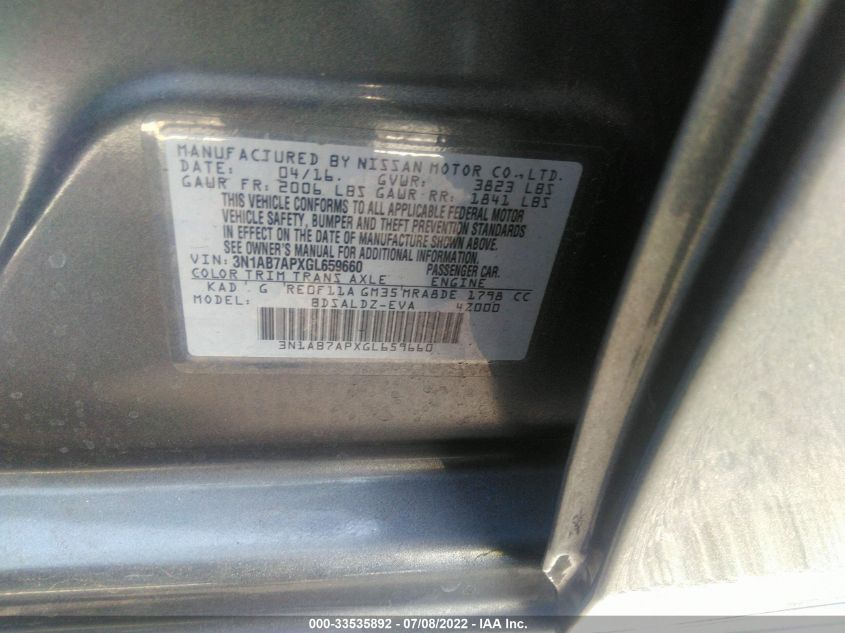 MANUFACTURED BY NISSAN MOTOR CO., LTD.
DATE: 04/16. GVWR: 3823 LBS
GAWR FR: 2006 LBS GAWR RR: 1841 LBS
THIS VEHICLE CONFORMS TO ALL APPLICABLE FEDERAL MOTOR
VEHICLE SAFETY, BUMPER AND THEFT PREVENTION STANDARDS
IN EFFECT ON THE DATE OF MANUFACTURE SHOWN ABOVE.
SEE OWNER'S MANUAL FOR ADDITIONAL INFORMATION.
VIN: 3N1AB7APXGL659660 PASSENGER CAR.
COLOR TRIM TRANS AXLE ENGINE
KAD G RE0F11A GM35 MRA8DE 1798 CC
MODEL: BDSALDZ-EVA 42000
3N1AB7APXGL659660
000-33535892 - 07/08/2022 - IAA Inc.